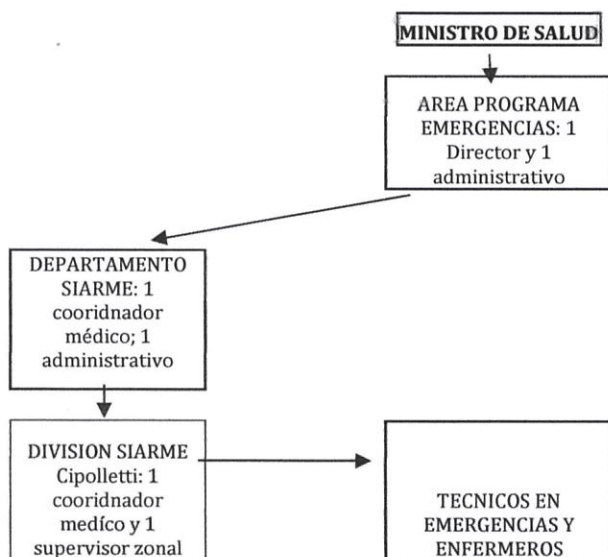 MINISTRO DE SALUD
AREA PROGRAMA
EMERGENCIAS: 1
Director y 1
administrativo
DEPARTAMENTO
SIARME: 1
cooridnador
médico; 1
administrativo
DIVISION SIARME
Cipolletti: 1
cooridnador
medíco y 1
supervisor zonal
TECNICOS EN
EMERGENCIAS Y
ENFERMEROS